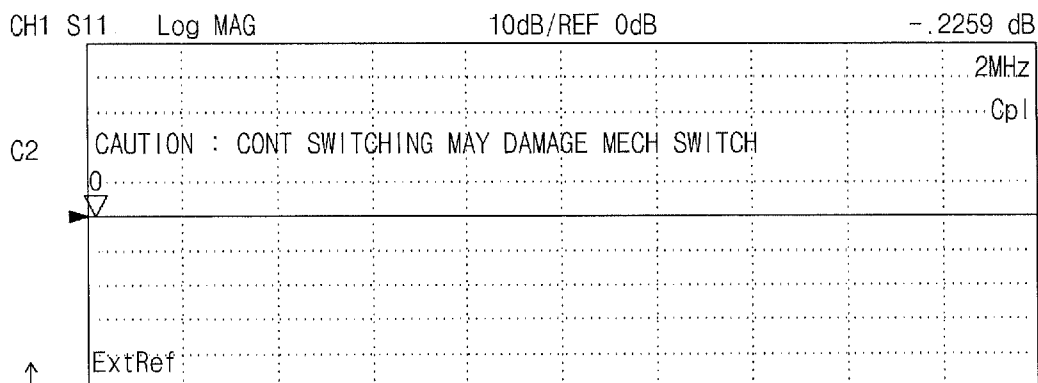 CH1 S11 Log MAG 10dB/REF 0dB -.2259 dB
2MHz
Cpl
C2 CAUTION : CONT SWITCHING MAY DAMAGE MECH SWITCH
0
ExtRef